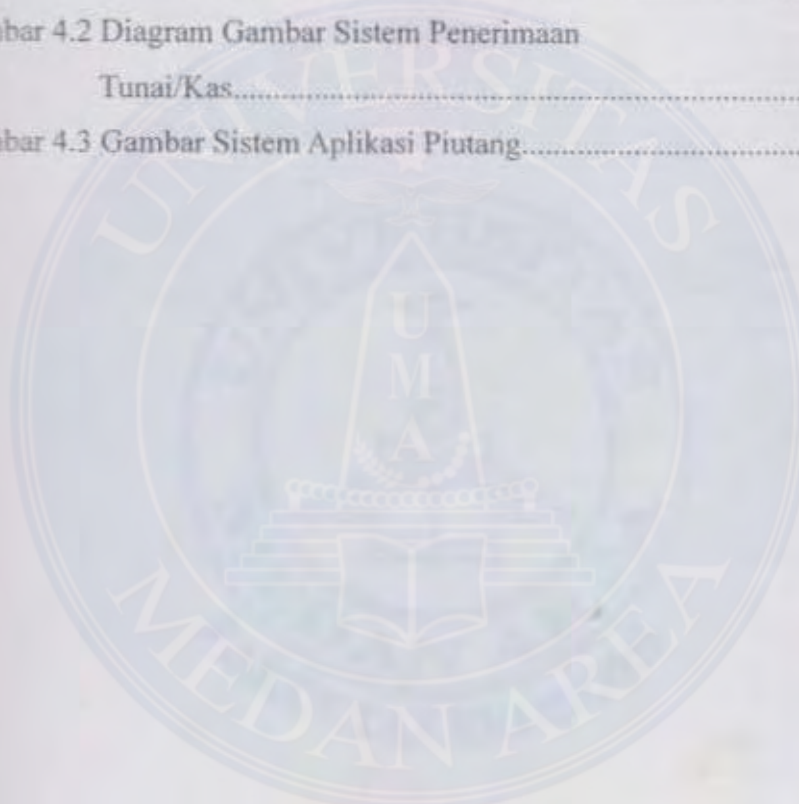 bar 4.2 Diagram Gambar Sistem Penerimaan
Tunai/Kas................................................................................
bar 4.3 Gambar Sistem Aplikasi Piutang.......................................
UNIVERSITAS
UMA
MEDAN AREA